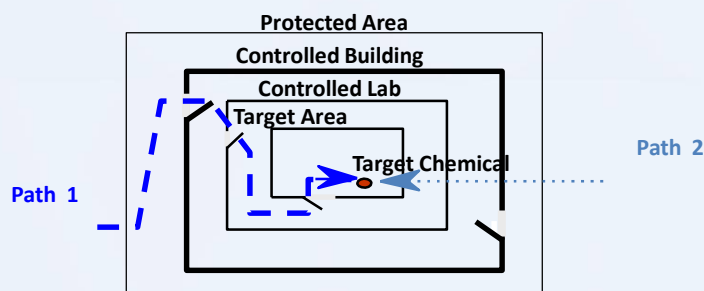 Protected Area
Controlled Building
Controlled Lab
Target Area
Target Chemical
Path 2
Path 1